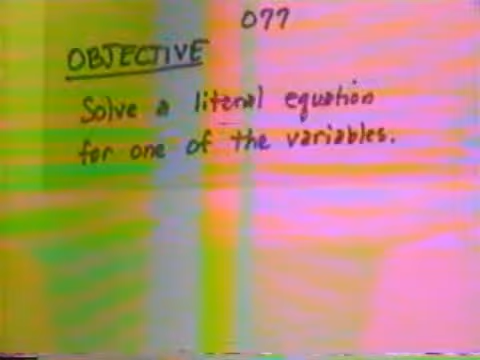 077
OBJECTIVE
Solve a literal equation
for one of the variables.